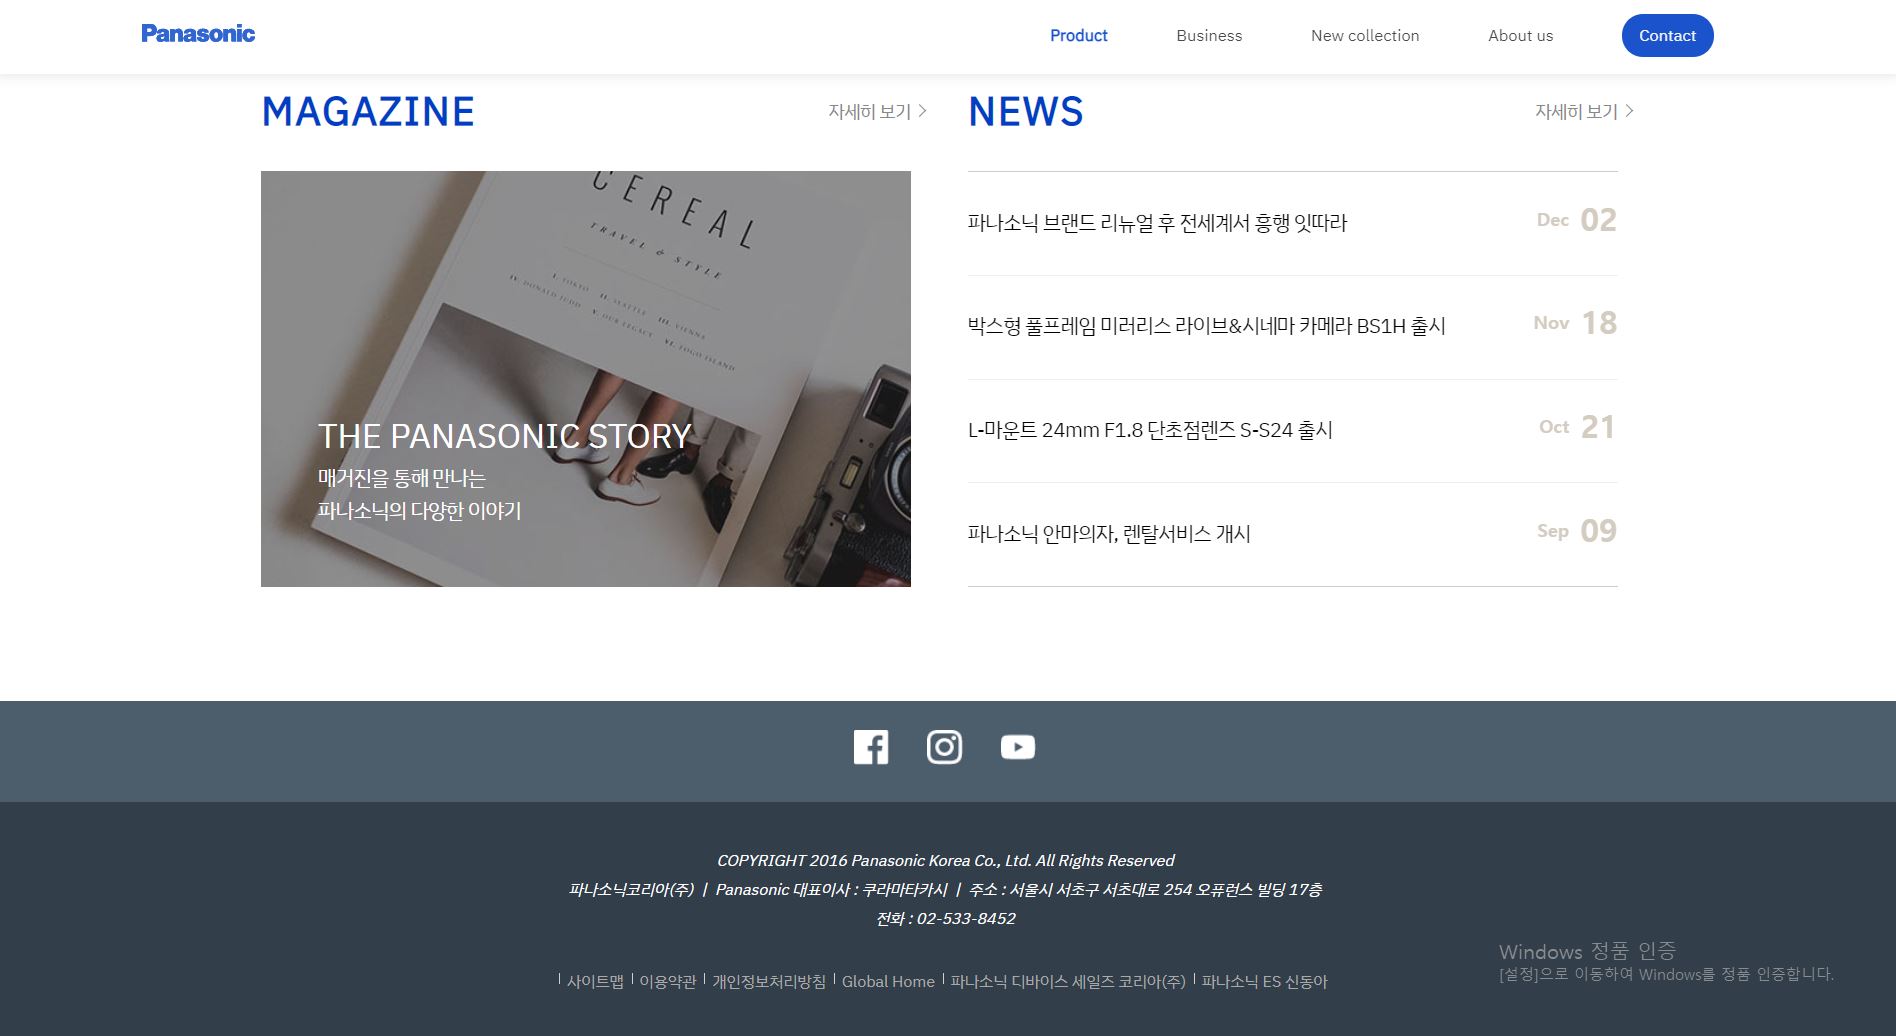 Panasonic
Product
Business
New collection
About us
Contact
MAGAZINE
자세히 보기
CEREAL
TRAVEL & STYLE
THE PANASONIC STORY
매거진을 통해 만나는
파나소닉의 다양한 이야기
NEWS
자세히 보기
파나소닉 브랜드 리뉴얼 후 전세계서 흥행 잇따라
Dec 02
박스형 풀프레임 미러리스 라이브&시네마 카메라 BS1H 출시
Nov 18
L-마운트 24mm F1.8 단초점렌즈 S-S24 출시
Oct 21
파나소닉 안마의자, 렌탈서비스 개시
Sep 09
COPYRIGHT 2016 Panasonic Korea Co., Ltd. All Rights Reserved
파나소닉코리아(주) ㅣ Panasonic 대표이사 : 쿠라마타카시 ㅣ 주소 : 서울시 서초구 서초대로 254 오퓨런스 빌딩 17층
전화 : 02-533-8452
사이트맵
이용약관
개인정보처리방침
Global Home
파나소닉 디바이스 세일즈 코리아(주)
파나소닉 ES 신동아
Windows 정품 인증
[설정]으로 이동하여 Windows를 정품 인증합니다.